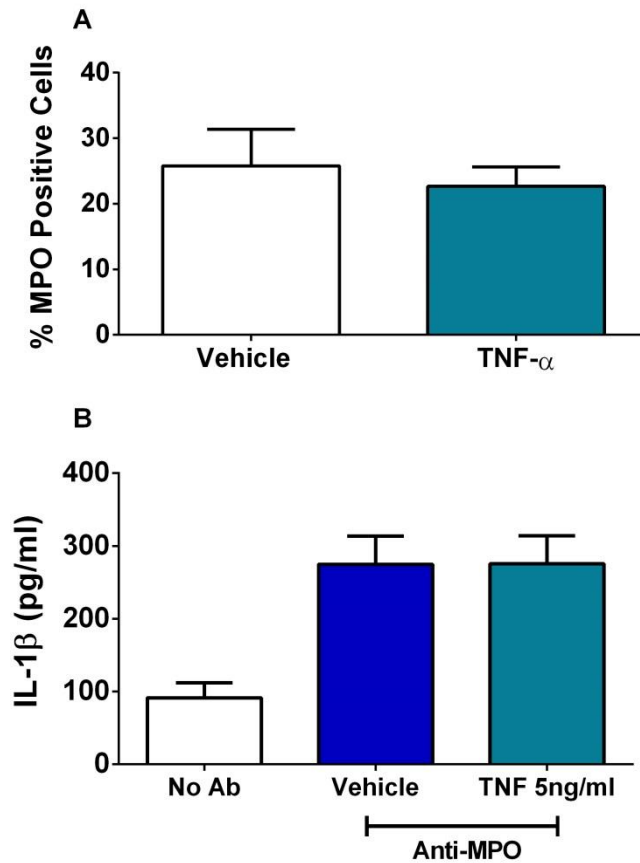 A
% MPO Positive Cells
40
30
20
10
0
Vehicle TNF-α
B
IL-1β (pg/ml)
400
300
200
100
0
No Ab Vehicle TNF 5ng/ml
Anti-MPO